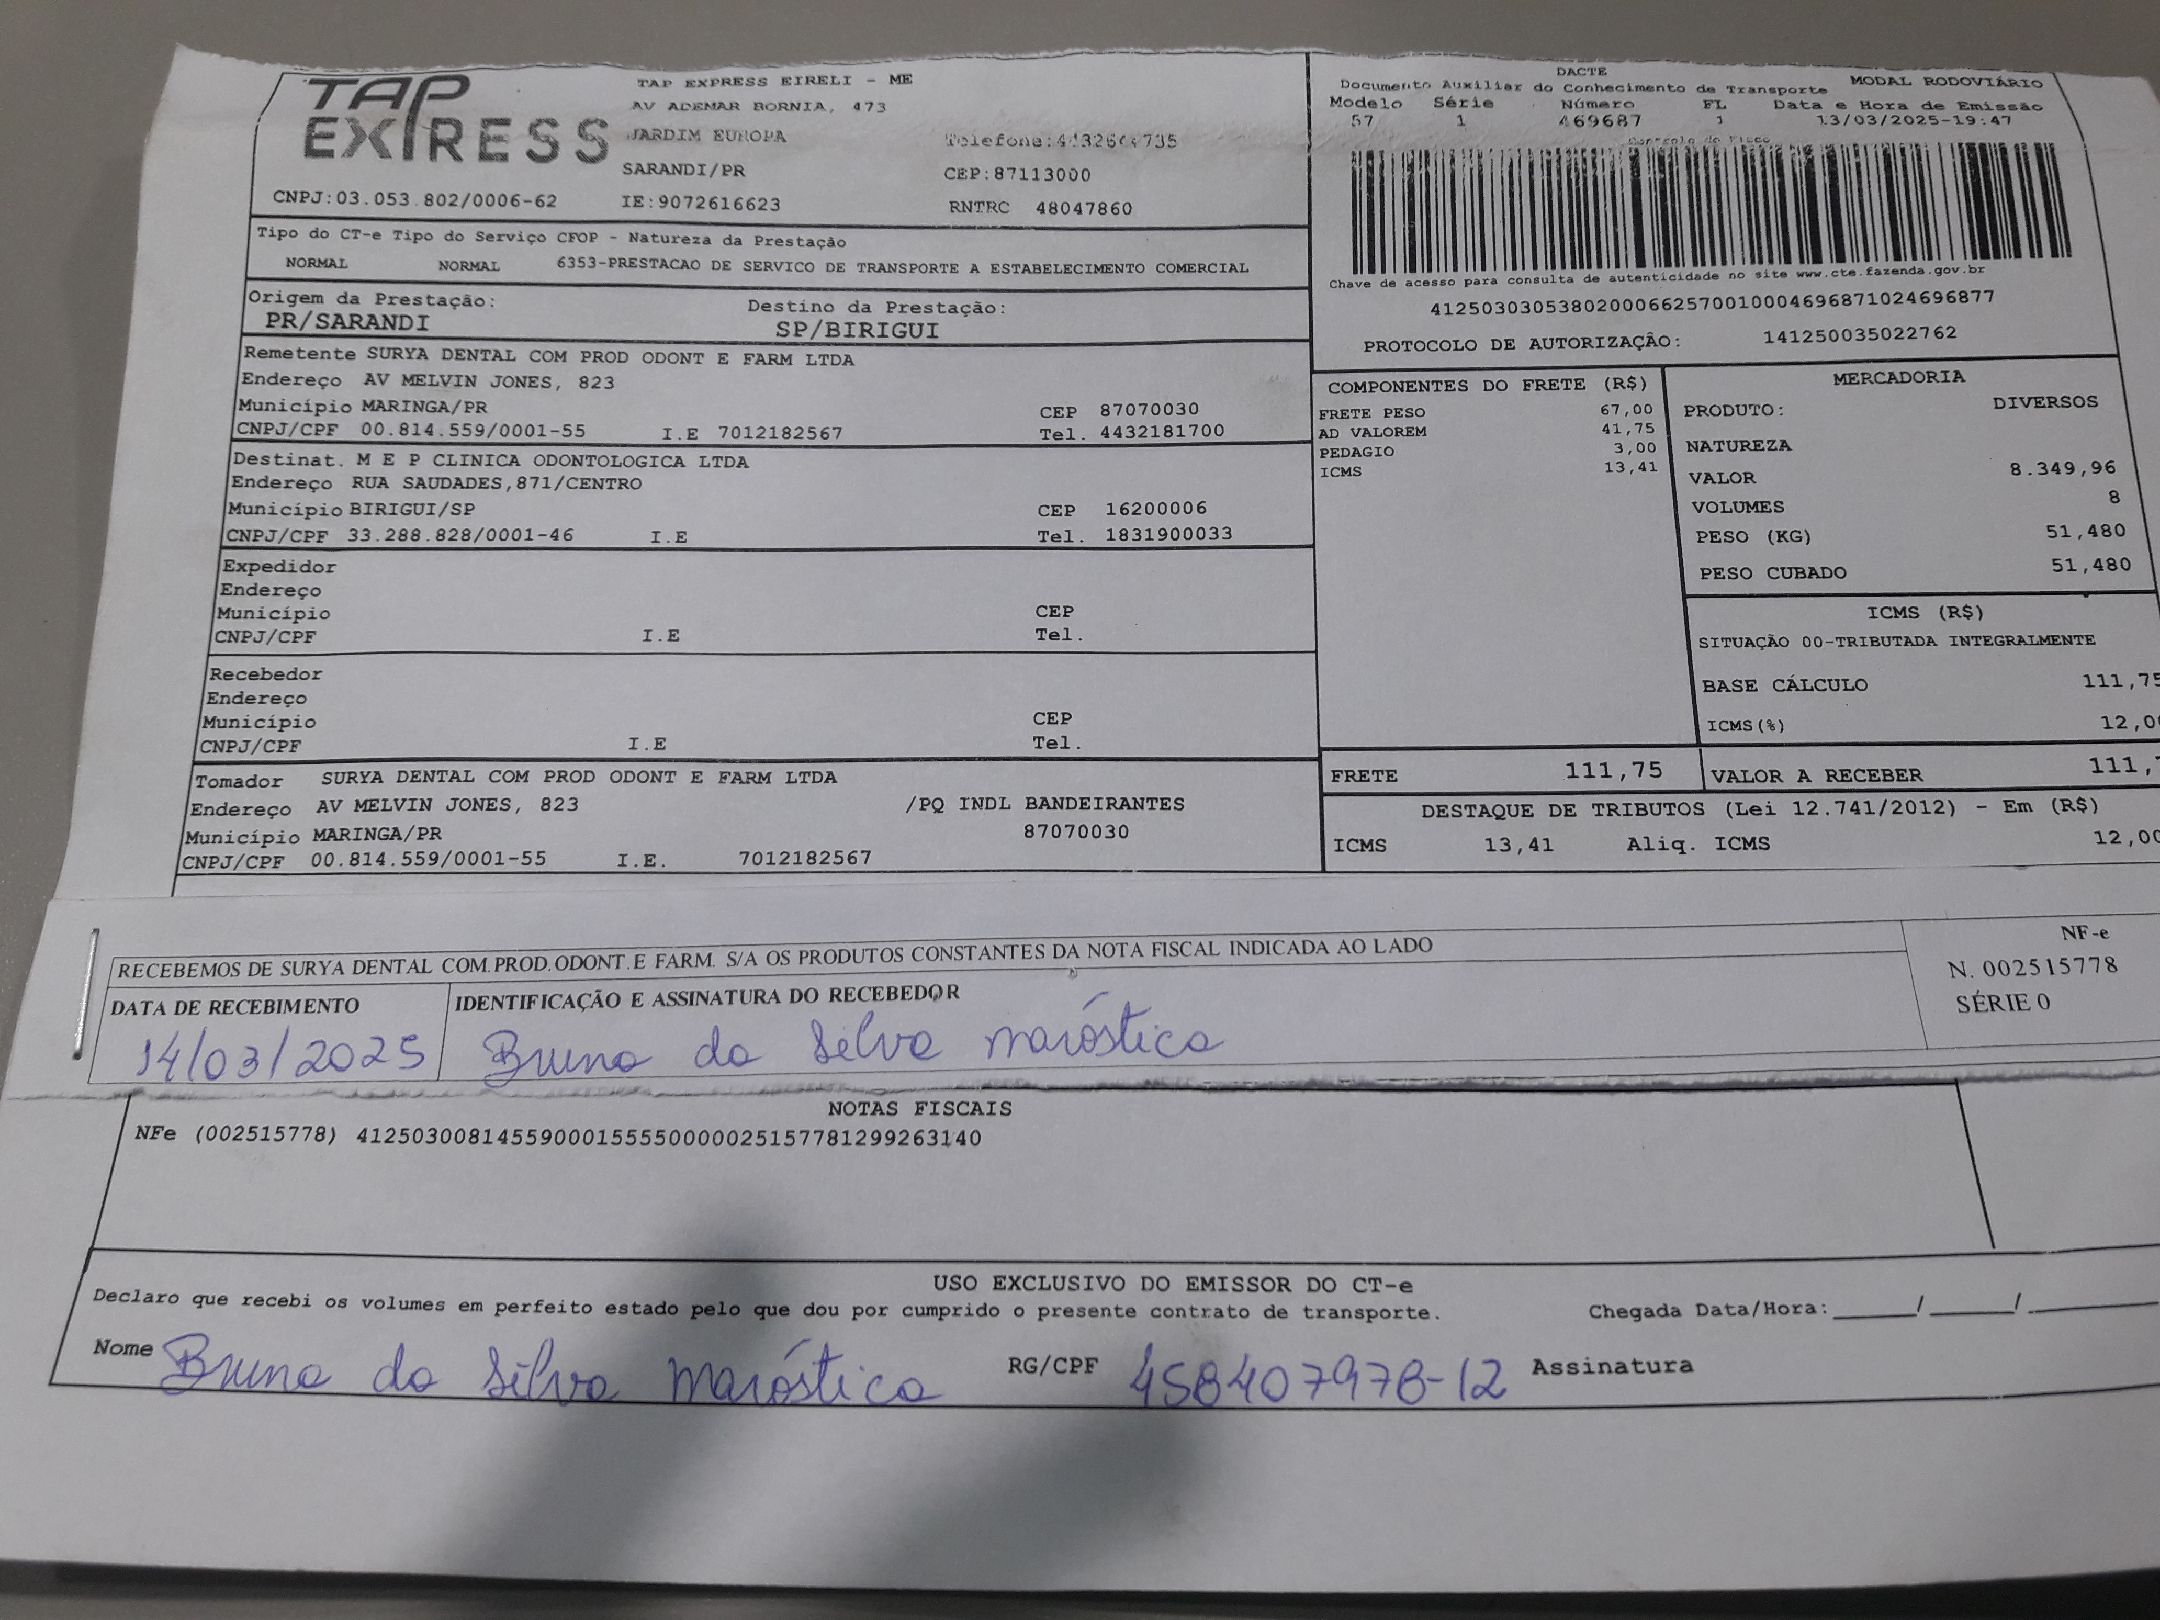 TAP EXPRESS
TAP EXPRESS EIRELI - ME
AV ADEMAR BORNIA, 473
JARDIM EUROPA
SARANDI/PR CEP:87113000
CNPJ:03.053.802/0006-62 IE:9072616623 RNTRC 48047860
DACTE
Documento Auxiliar do Conhecimento de Transporte MODAL RODOVIÁRIO
Modelo Série Número FL Data e Hora de Emissão
57 1 469687 1 13/03/2025-19:47
Controle do Fisco
Chave de acesso para consulta de autenticidade no site www.cte.fazenda.gov.br
41250303053802000662570010004696871024696877
PROTOCOLO DE AUTORIZAÇÃO: 141250035022762
Tipo do CT-e Tipo do Serviço CFOP - Natureza da Prestação
NORMAL NORMAL 6353-PRESTACAO DE SERVICO DE TRANSPORTE A ESTABELECIMENTO COMERCIAL
Origem da Prestação: Destino da Prestação:
PR/SARANDI SP/BIRIGUI
Remetente SURYA DENTAL COM PROD ODONT E FARM LTDA
Endereço AV MELVIN JONES, 823
Município MARINGA/PR CEP 87070030
CNPJ/CPF 00.814.559/0001-55 I.E 7012182567 Tel. 4432181700
Destinat. M E P CLINICA ODONTOLOGICA LTDA
Endereço RUA SAUDADES,871/CENTRO
Município BIRIGUI/SP CEP 16200006
CNPJ/CPF 33.288.828/0001-46 I.E Tel. 1831900033
Expedidor
Endereço
Município CEP
CNPJ/CPF I.E Tel.
Recebedor
Endereço
Município CEP
CNPJ/CPF I.E Tel.
Tomador SURYA DENTAL COM PROD ODONT E FARM LTDA
Endereço AV MELVIN JONES, 823 /PQ INDL BANDEIRANTES
Município MARINGA/PR 87070030
CNPJ/CPF 00.814.559/0001-55 I.E. 7012182567
COMPONENTES DO FRETE (R$)
FRETE PESO 67,00
AD VALOREM 41,75
PEDAGIO 3,00
ICMS 13,41
MERCADORIA
PRODUTO: DIVERSOS
NATUREZA
VALOR 8.349,96
VOLUMES 8
PESO (KG) 51,480
PESO CUBADO 51,480
ICMS (R$)
SITUAÇÃO 00-TRIBUTADA INTEGRALMENTE
BASE CÁLCULO 111,75
ICMS(%) 12,00
FRETE 111,75 VALOR A RECEBER 111,7
DESTAQUE DE TRIBUTOS (Lei 12.741/2012) - Em (R$)
ICMS 13,41 Aliq. ICMS 12,00
RECEBEMOS DE SURYA DENTAL COM.PROD.ODONT.E FARM. S/A OS PRODUTOS CONSTANTES DA NOTA FISCAL INDICADA AO LADO
DATA DE RECEBIMENTO IDENTIFICAÇÃO E ASSINATURA DO RECEBEDOR
14/03/2025 Bruna da Silva Maróstica
NF-e
N. 002515778
SÉRIE 0
NOTAS FISCAIS
NFe (002515778) 41250300814559000155550000025157781299263140
USO EXCLUSIVO DO EMISSOR DO CT-e
Declaro que recebi os volumes em perfeito estado pelo que dou por cumprido o presente contrato de transporte. Chegada Data/Hora:______/______/______
Nome Bruna da Silva Maróstica RG/CPF 458407978-12 Assinatura